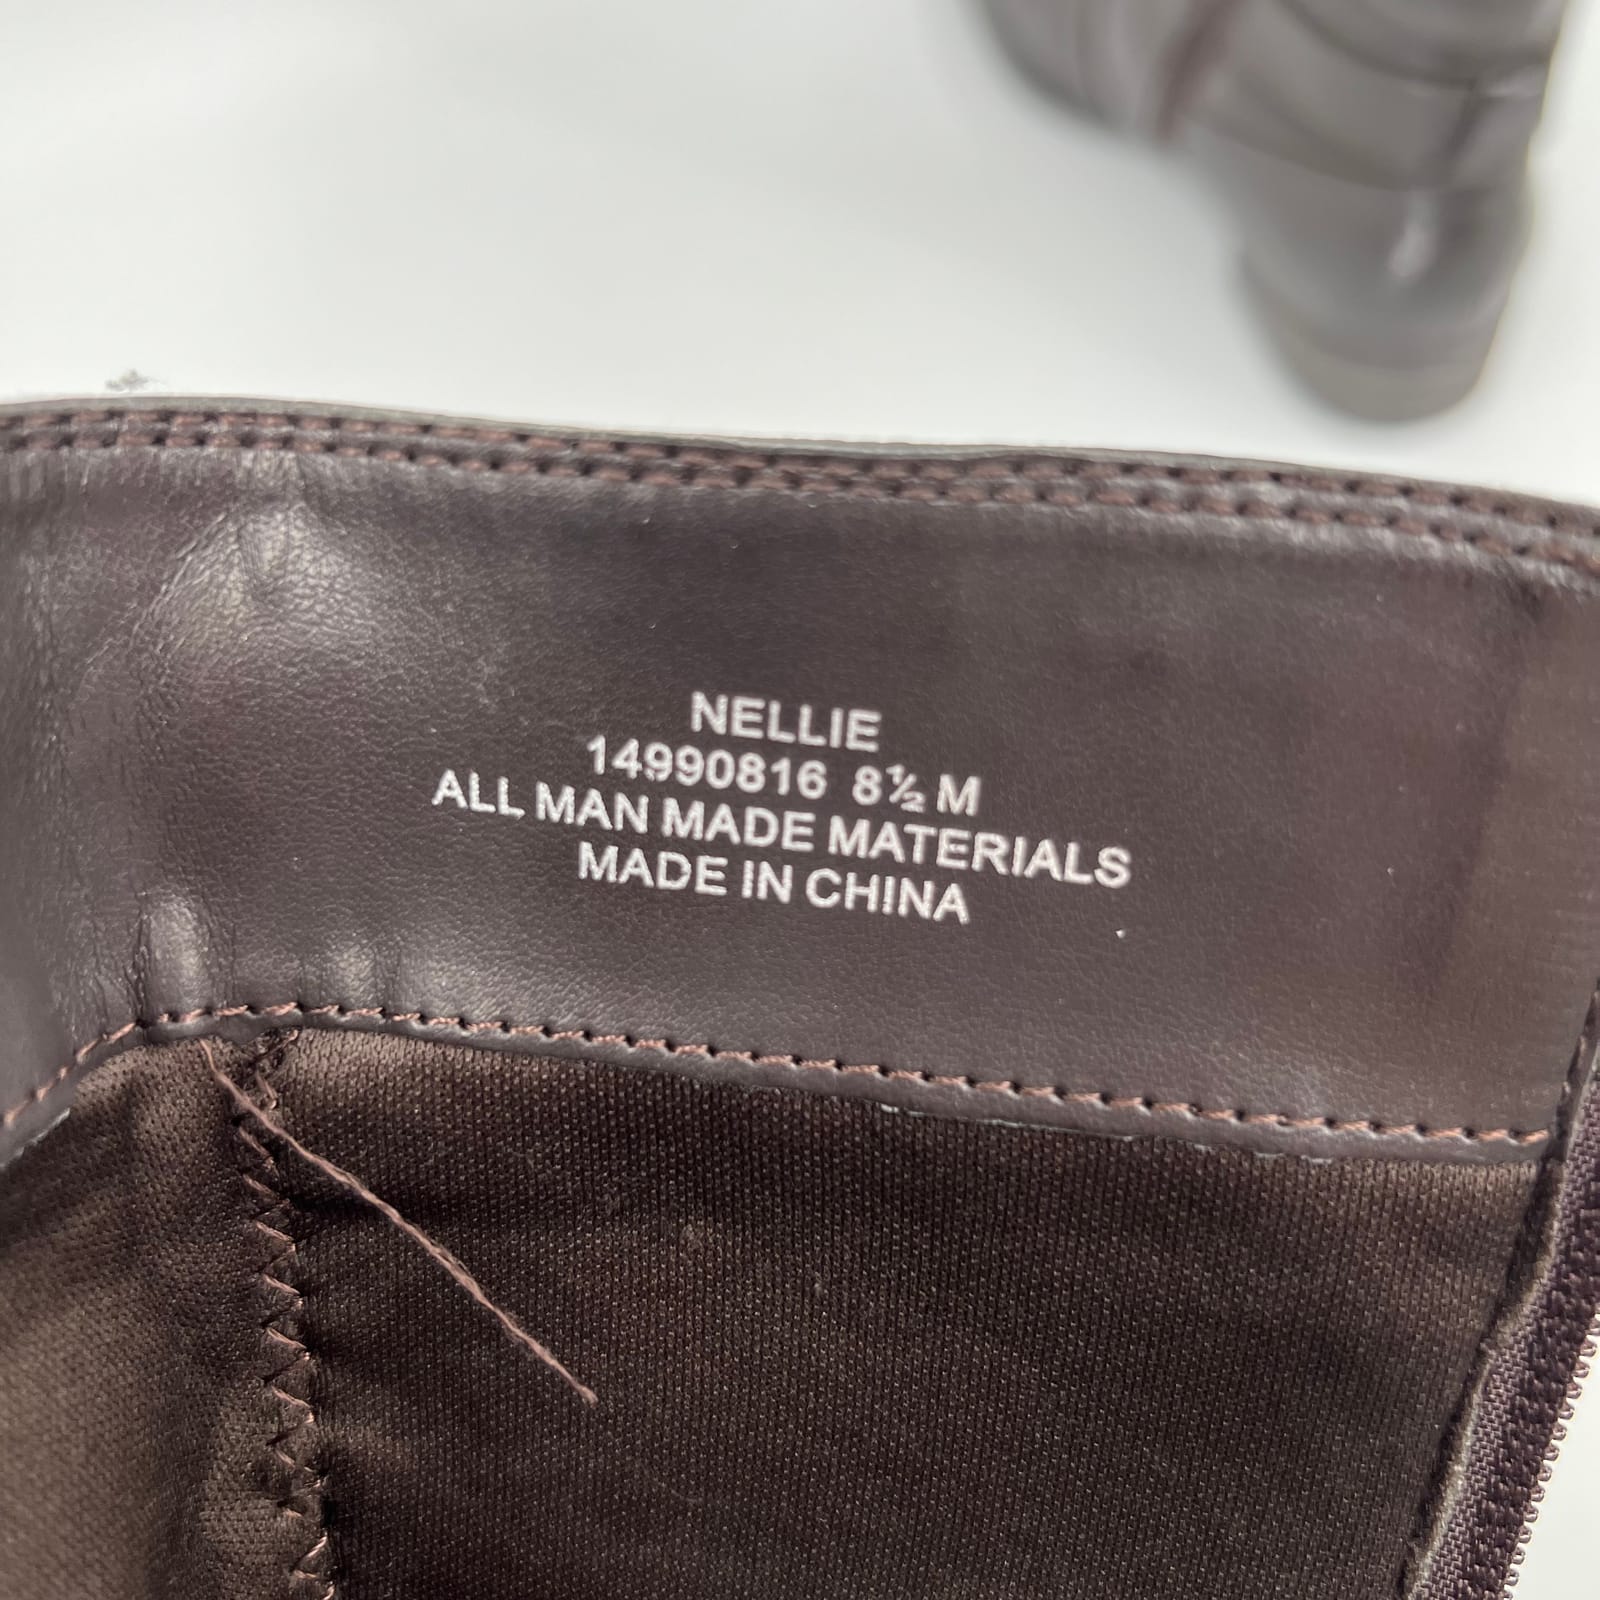 NELLIE
14990816 8½ M
ALL MAN MADE MATERIALS
MADE IN CHINA